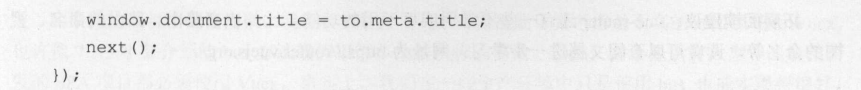 window.document.title = to.meta.title;
next();
});